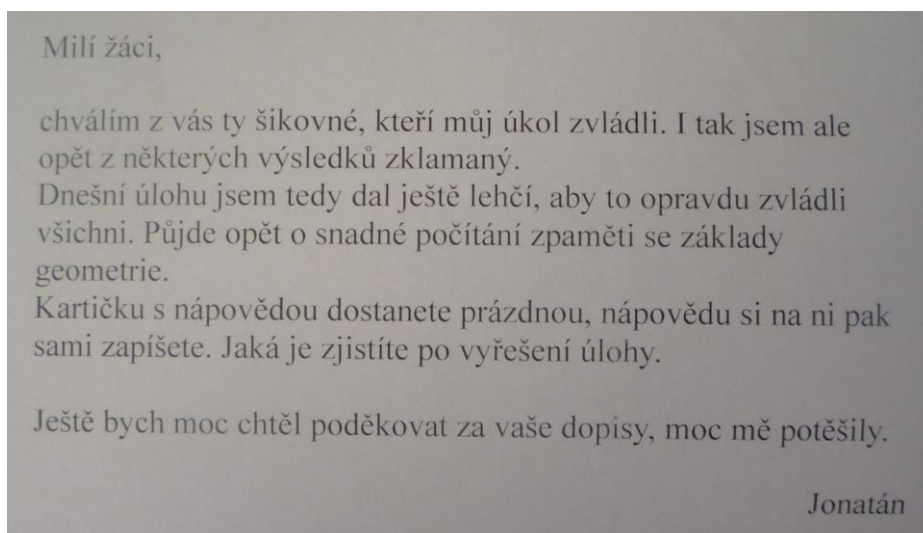 Milí žáci,
chválím z vás ty šikovné, kteří můj úkol zvládli. I tak jsem ale
opět z některých výsledků zklamaný.
Dnešní úlohu jsem tedy dal ještě lehčí, aby to opravdu zvládli
všichni. Půjde opět o snadné počítání zpaměti se základy
geometrie.
Kartičku s nápovědou dostanete prázdnou, nápovědu si na ni pak
sami zapíšete. Jaká je zjistíte po vyřešení úlohy.
Ještě bych moc chtěl poděkovat za vaše dopisy, moc mě potěšily.
Jonatán